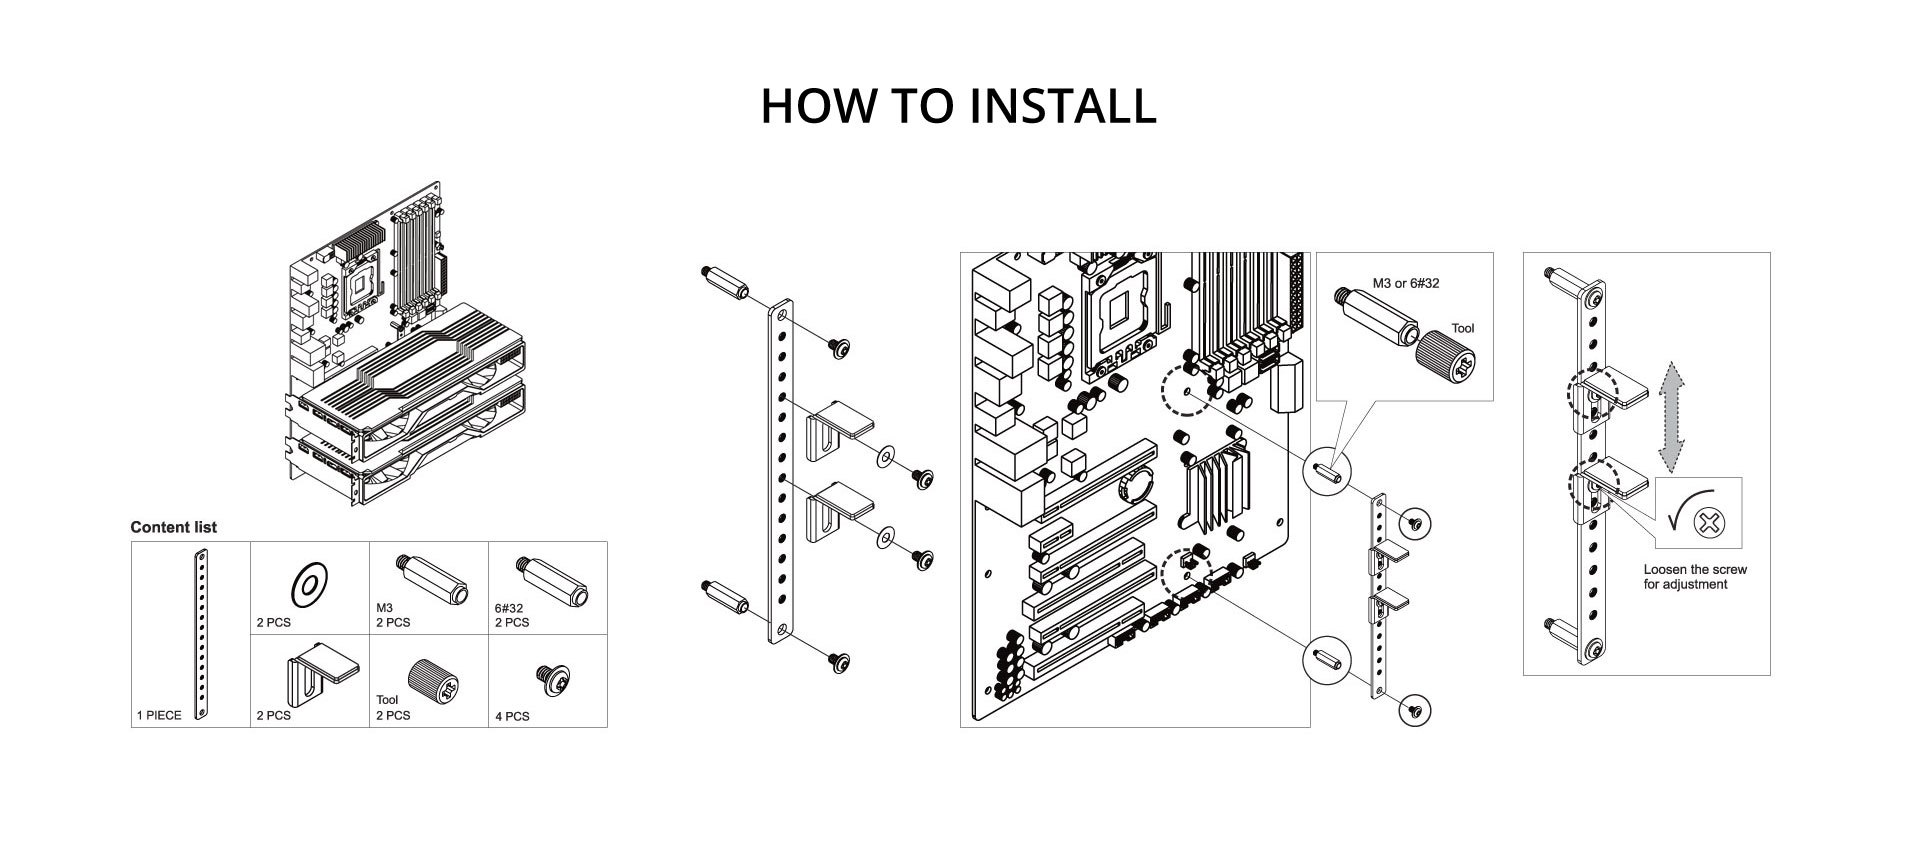 HOW TO INSTALL
Content list
1 PIECE
2 PCS
M3
2 PCS
6#32
2 PCS
2 PCS
Tool
2 PCS
4 PCS
M3 or 6#32
Tool
Loosen the screw
for adjustment